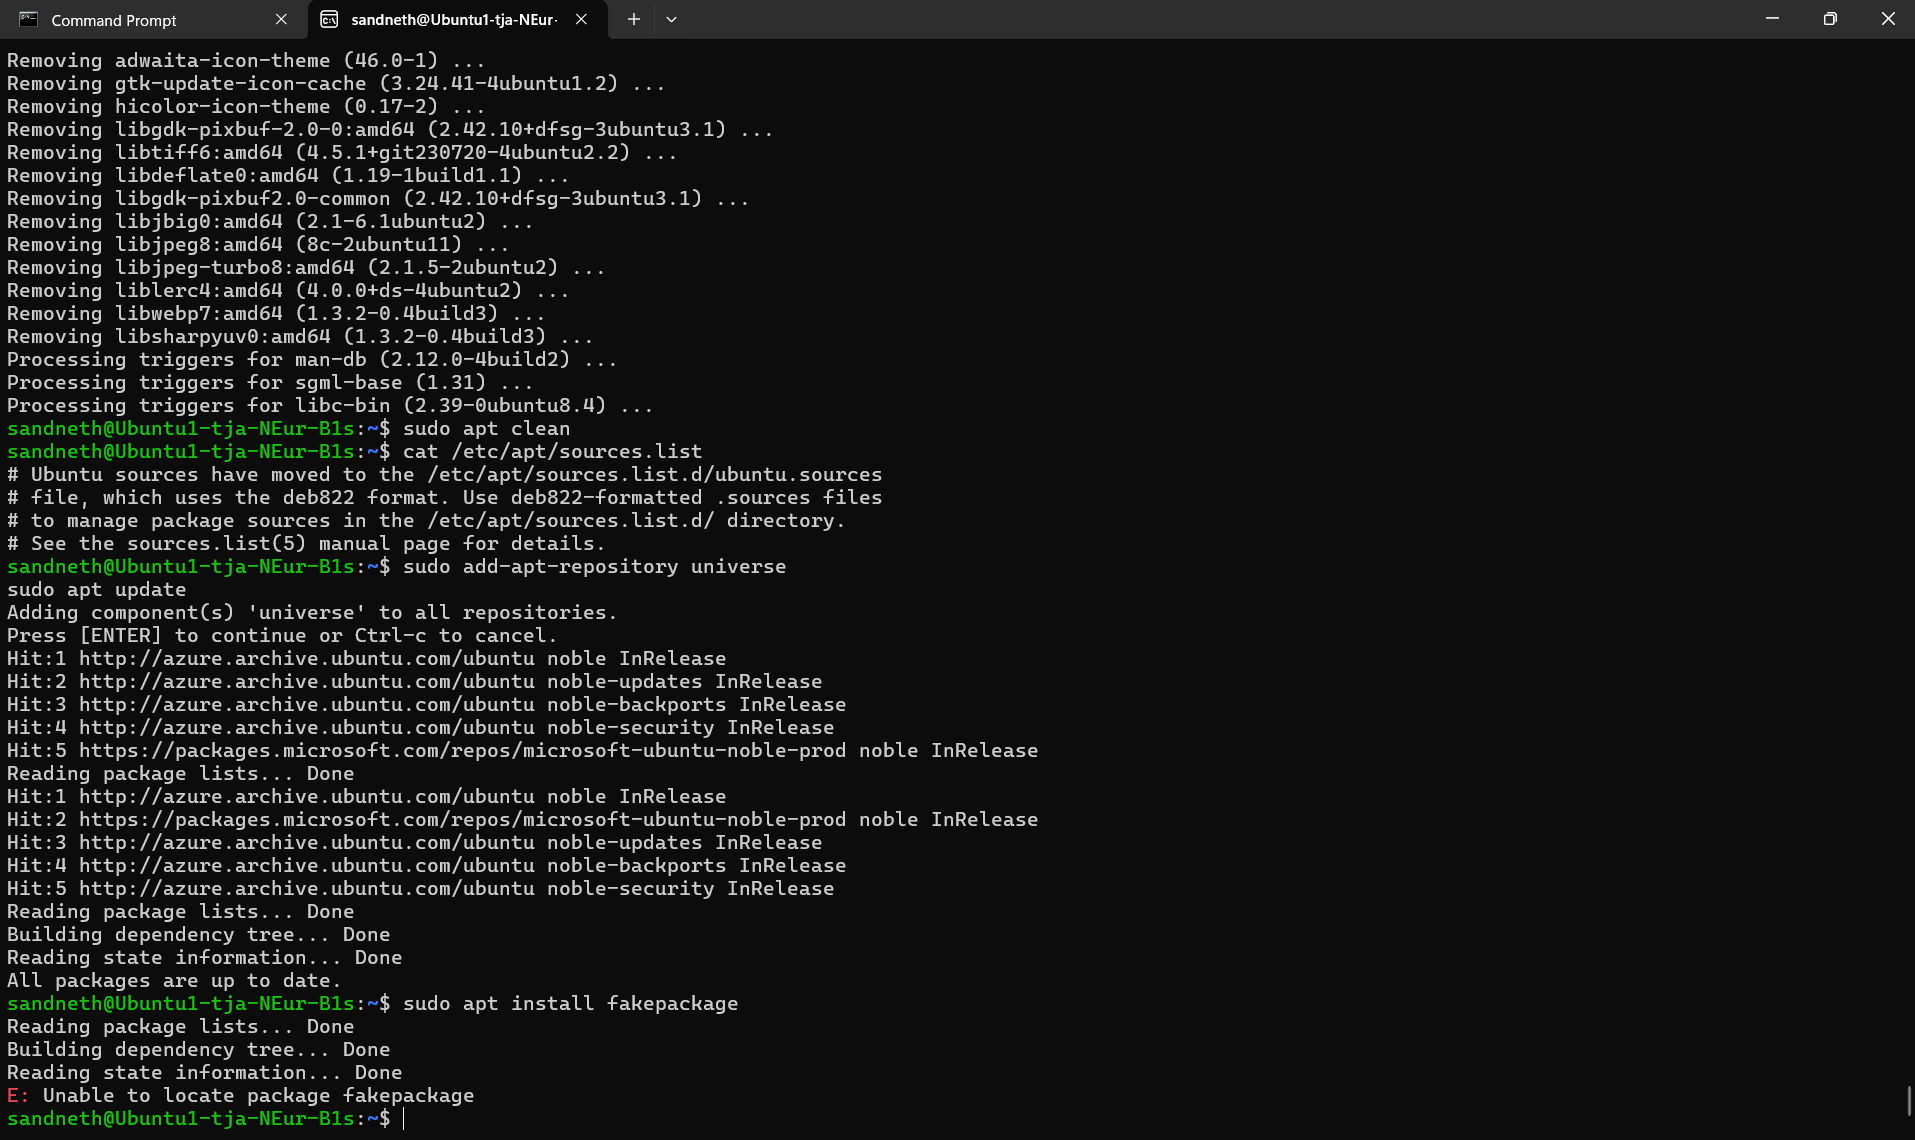 Command Prompt
sandneth@Ubuntu1-tja-NEur-
Removing adwaita-icon-theme (46.0-1) ...
Removing gtk-update-icon-cache (3.24.41-4ubuntu1.2) ...
Removing hicolor-icon-theme (0.17-2) ...
Removing libgdk-pixbuf-2.0-0:amd64 (2.42.10+dfsg-3ubuntu3.1) ...
Removing libtiff6:amd64 (4.5.1+git230720-4ubuntu2.2) ...
Removing libdeflate0:amd64 (1.19-1build1.1) ...
Removing libgdk-pixbuf2.0-common (2.42.10+dfsg-3ubuntu3.1) ...
Removing libjbig0:amd64 (2.1-6.1ubuntu2) ...
Removing libjpeg8:amd64 (8c-2ubuntu11) ...
Removing libjpeg-turbo8:amd64 (2.1.5-2ubuntu2) ...
Removing liblerc4:amd64 (4.0.0+ds-4ubuntu2) ...
Removing libwebp7:amd64 (1.3.2-0.4build3) ...
Removing libsharpyuv0:amd64 (1.3.2-0.4build3) ...
Processing triggers for man-db (2.12.0-4build2) ...
Processing triggers for sgml-base (1.31) ...
Processing triggers for libc-bin (2.39-0ubuntu8.4) ...
sandneth@Ubuntu1-tja-NEur-B1s:~$ sudo apt clean
sandneth@Ubuntu1-tja-NEur-B1s:~$ cat /etc/apt/sources.list
# Ubuntu sources have moved to the /etc/apt/sources.list.d/ubuntu.sources
# file, which uses the deb822 format. Use deb822-formatted .sources files
# to manage package sources in the /etc/apt/sources.list.d/ directory.
# See the sources.list(5) manual page for details.
sandneth@Ubuntu1-tja-NEur-B1s:~$ sudo add-apt-repository universe
sudo apt update
Adding component(s) 'universe' to all repositories.
Press [ENTER] to continue or Ctrl-c to cancel.
Hit:1 http://azure.archive.ubuntu.com/ubuntu noble InRelease
Hit:2 http://azure.archive.ubuntu.com/ubuntu noble-updates InRelease
Hit:3 http://azure.archive.ubuntu.com/ubuntu noble-backports InRelease
Hit:4 http://azure.archive.ubuntu.com/ubuntu noble-security InRelease
Hit:5 https://packages.microsoft.com/repos/microsoft-ubuntu-noble-prod noble InRelease
Reading package lists... Done
Hit:1 http://azure.archive.ubuntu.com/ubuntu noble InRelease
Hit:2 https://packages.microsoft.com/repos/microsoft-ubuntu-noble-prod noble InRelease
Hit:3 http://azure.archive.ubuntu.com/ubuntu noble-updates InRelease
Hit:4 http://azure.archive.ubuntu.com/ubuntu noble-backports InRelease
Hit:5 http://azure.archive.ubuntu.com/ubuntu noble-security InRelease
Reading package lists... Done
Building dependency tree... Done
Reading state information... Done
All packages are up to date.
sandneth@Ubuntu1-tja-NEur-B1s:~$ sudo apt install fakepackage
Reading package lists... Done
Building dependency tree... Done
Reading state information... Done
E: Unable to locate package fakepackage
sandneth@Ubuntu1-tja-NEur-B1s:~$